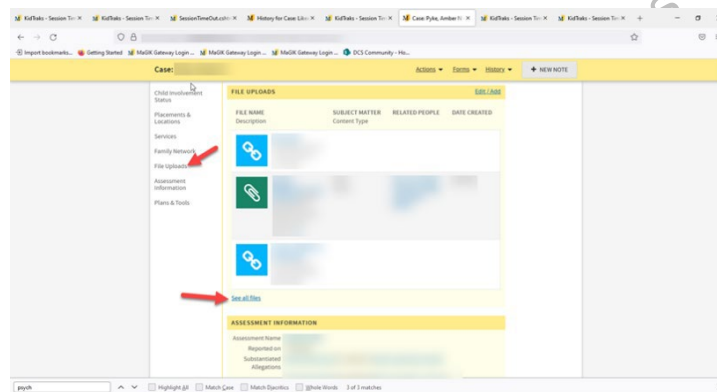 KidTraks - Session Tim
KidTraks - Session Tim
SessionTimeOut.cshtm
History for Case: Like
KidTraks - Session Tim
Case: Pyke, Amber
KidTraks - Session Tim
KidTraks - Session Tim
Import bookmarks... Getting Started MaGIK Gateway Login ... MaGIK Gateway Login ... MaGIK Gateway Login ... DCS Community - Ho...
Case: Actions Forms History + NEW NOTE
Child Involvement
Status
Placements &
Locations
Services
Family Network
File Uploads
Assessment
Information
Plans & Tools
FILE UPLOADS Edit / Add
FILE NAME SUBJECT MATTER RELATED PEOPLE DATE CREATED
Description Content Type
See all files
ASSESSMENT INFORMATION
Assessment Name
Reported on
Substantiated
Allegations
psych Highlight All Match Case Match Diacritics Whole Words 3 of 3 matches